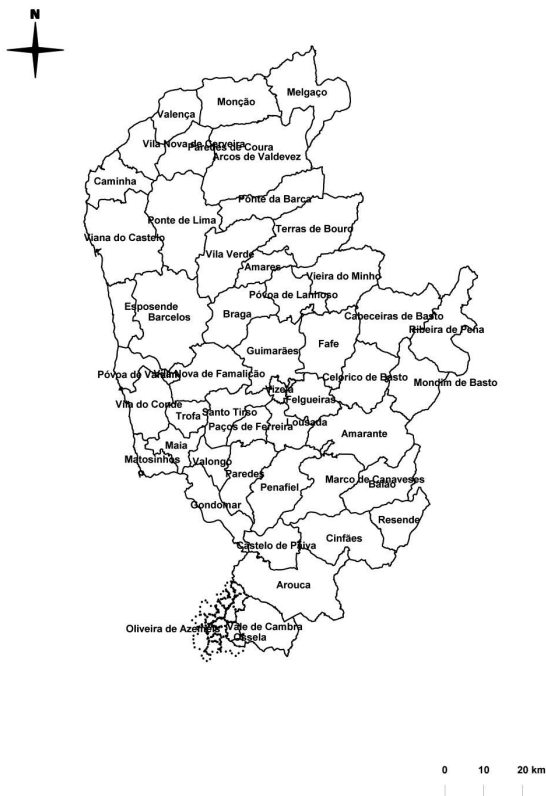 N
Melgaço
Monção
Valença
Vila Nova de Cerveira
Paredes de Coura
Arcos de Valdevez
Caminha
Ponte da Barca
Ponte de Lima
Terras de Bouro
Viana do Castelo
Vila Verde
Amares
Vieira do Minho
Póvoa de Lanhoso
Esposende
Barcelos
Braga
Cabeceiras de Basto
Ribeira de Pena
Guimarães
Fafe
Póvoa de Varzim
Vila Nova de Famalicão
Celorico de Basto
Mondim de Basto
Vizela
Felgueiras
Vila do Conde
Trofa
Santo Tirso
Lousada
Paços de Ferreira
Amarante
Maia
Matosinhos
Valongo
Paredes
Marco de Canaveses
Baião
Penafiel
Gondomar
Resende
Cinfães
Castelo de Paiva
Arouca
Oliveira de Azeméis
Vale de Cambra
Ossela
0 10 20 km